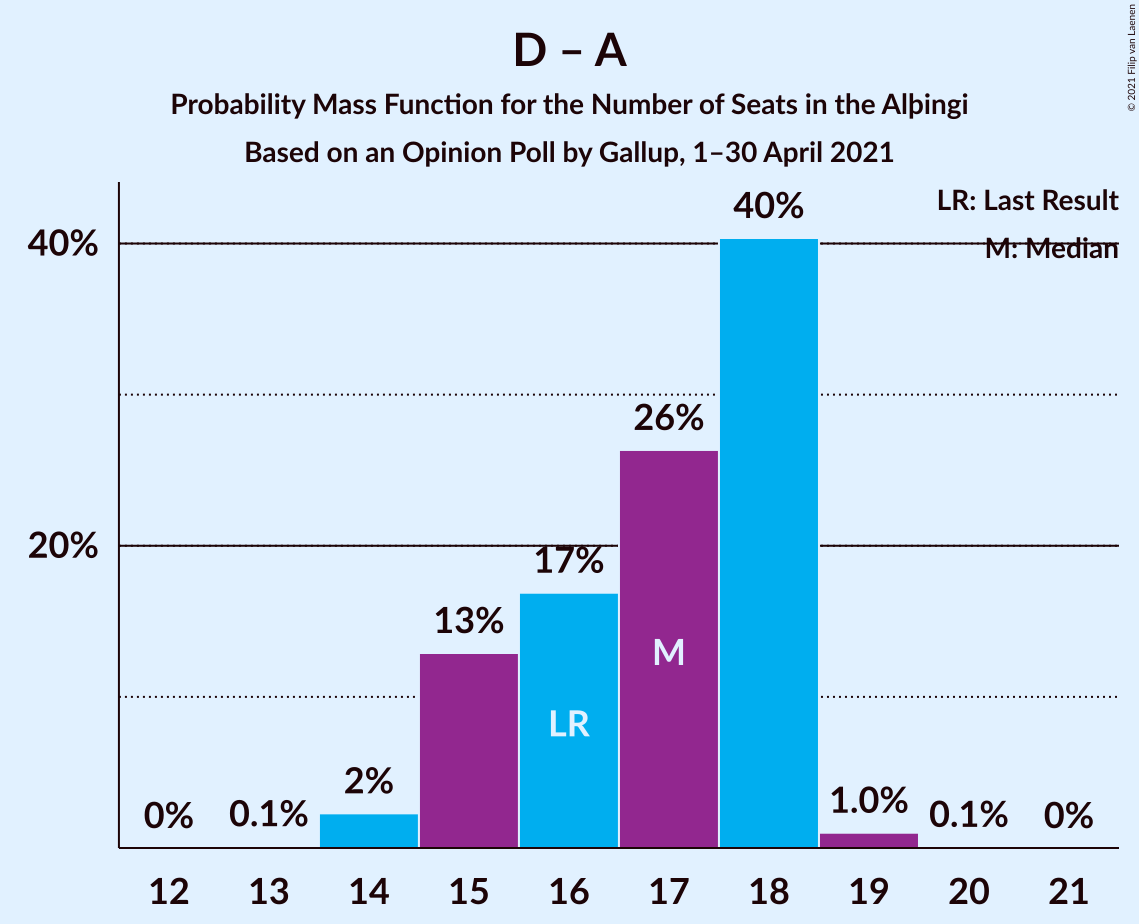 D – A
Probability Mass Function for the Number of Seats in the Alþingi
Based on an Opinion Poll by Gallup, 1–30 April 2021
© 2021 Filip van Laenen
LR: Last Result
M: Median
40%
20%
0%
0.1%
2%
13%
17%
26%
40%
1.0%
0.1%
0%
LR
M
12 13 14 15 16 17 18 19 20 21